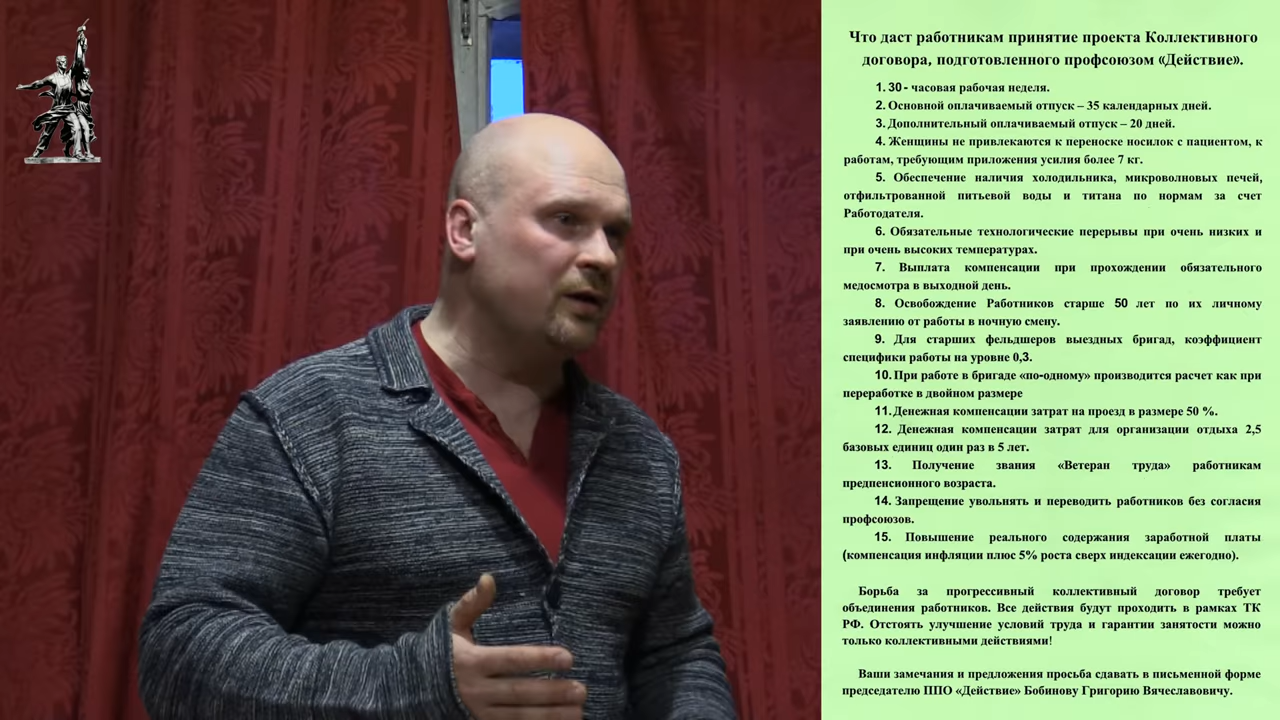 Что даст работникам принятие проекта Коллективного
договора, подготовленного профсоюзом «Действие».
1. 30 - часовая рабочая неделя.
2. Основной оплачиваемый отпуск – 35 календарных дней.
3. Дополнительный оплачиваемый отпуск – 20 дней.
4. Женщины не привлекаются к переноске носилок с пациентом, к
работам, требующим приложения усилия более 7 кг.
5. Обеспечение наличия холодильника, микроволновых печей,
отфильтрованной питьевой воды и титана по нормам за счет
Работодателя.
6. Обязательные технологические перерывы при очень низких и
при очень высоких температурах.
7. Выплата компенсации при прохождении обязательного
медосмотра в выходной день.
8. Освобождение Работников старше 50 лет по их личному
заявлению от работы в ночную смену.
9. Для старших фельдшеров выездных бригад, коэффициент
специфики работы на уровне 0,3.
10. При работе в бригаде «по-одному» производится расчет как при
переработке в двойном размере
11. Денежная компенсации затрат на проезд в размере 50 %.
12. Денежная компенсации затрат для организации отдыха 2,5
базовых единиц один раз в 5 лет.
13. Получение звания «Ветеран труда» работникам
предпенсионного возраста.
14. Запрещение увольнять и переводить работников без согласия
профсоюзов.
15. Повышение реального содержания заработной платы
(компенсация инфляции плюс 5% роста сверх индексации ежегодно).
Борьба за прогрессивный коллективный договор требует
объединения работников. Все действия будут проходить в рамках ТК
РФ. Отстоять улучшение условий труда и гарантии занятости можно
только коллективными действиями!
Ваши замечания и предложения просьба сдавать в письменной форме
председателю ППО «Действие» Бобинову Григорию Вячеславовичу.